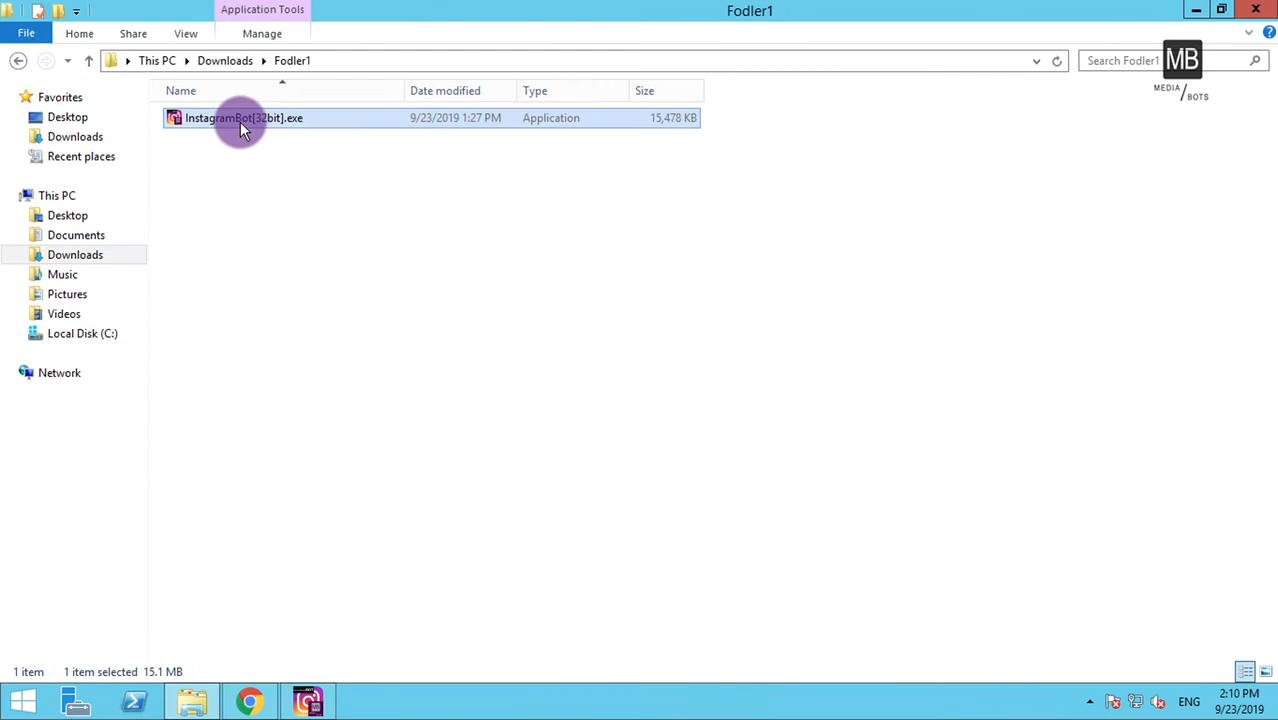 Application Tools
Fodler1
File
Home
Share
View
Manage
This PC
Downloads
Fodler1
Search Fodler1
MB
MEDIA/BOTS
Name
Date modified
Type
Size
InstagramBot[32bit].exe
9/23/2019 1:27 PM
Application
15,478 KB
Favorites
Desktop
Downloads
Recent places
This PC
Desktop
Documents
Downloads
Music
Pictures
Videos
Local Disk (C:)
Network
1 item
1 item selected 15.1 MB
ENG
2:10 PM
9/23/2019